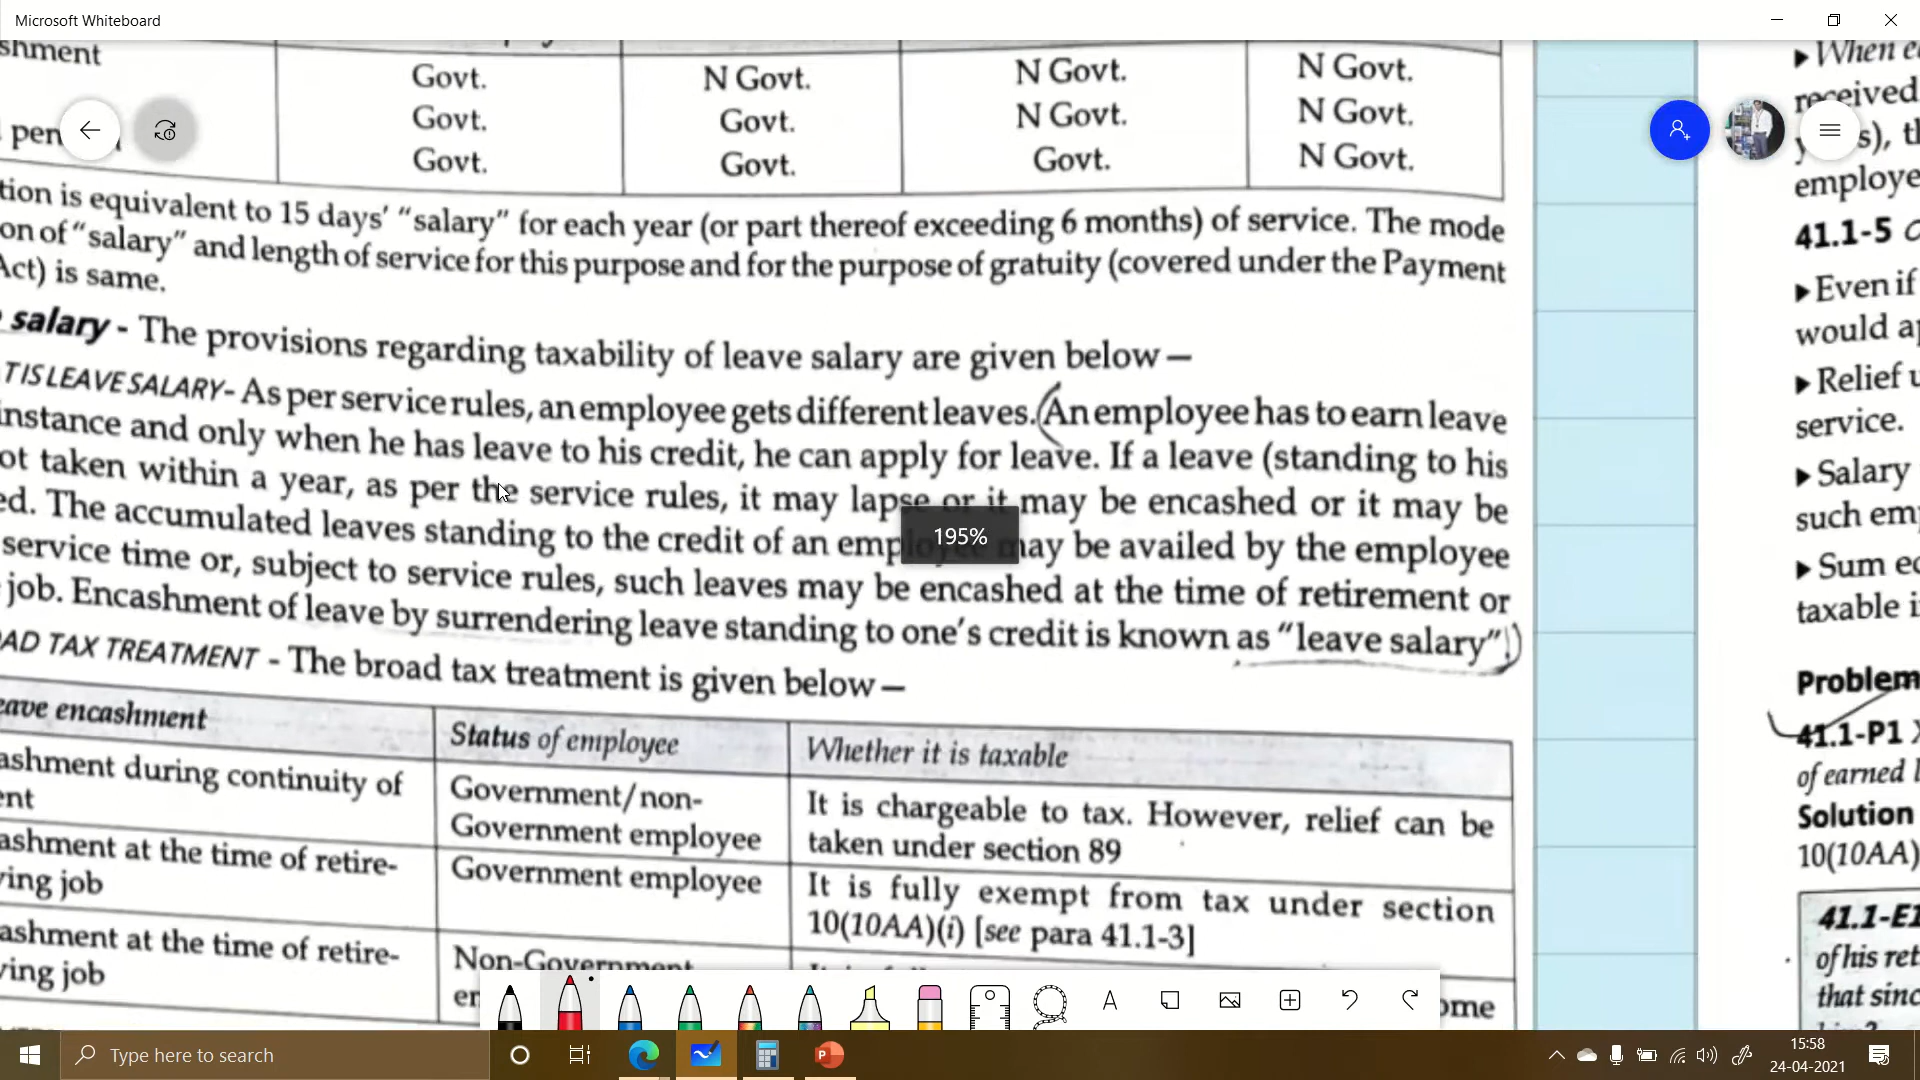 Microsoft Whiteboard
shment
Govt.
N Govt.
N Govt.
N Govt.
Govt.
Govt.
N Govt.
N Govt.
Govt.
Govt.
Govt.
N Govt.
tion is equivalent to 15 days' "salary" for each year (or part thereof exceeding 6 months) of service. The mode
on of "salary" and length of service for this purpose and for the purpose of gratuity (covered under the Payment
Act) is same.
salary - The provisions regarding taxability of leave salary are given below —
T IS LEAVE SALARY - As per service rules, an employee gets different leaves. An employee has to earn leave
instance and only when he has leave to his credit, he can apply for leave. If a leave (standing to his
ot taken within a year, as per the service rules, it may lapse or it may be encashed or it may be
ed. The accumulated leaves standing to the credit of an employee may be availed by the employee
service time or, subject to service rules, such leaves may be encashed at the time of retirement or
job. Encashment of leave by surrendering leave standing to one's credit is known as "leave salary".
195%
OAD TAX TREATMENT - The broad tax treatment is given below —
eave encashment
Status of employee
Whether it is taxable
ashment during continuity of
ent
Government/non-
Government employee
It is chargeable to tax. However, relief can be
taken under section 89
ashment at the time of retire-
ving job
Government employee
It is fully exempt from tax under section
10(10AA)(i) [see para 41.1-3]
ashment at the time of retire-
ving job
Non-Government
ome
When e
received
employe
41.1-5
Even if
would a
Relief u
service.
Salary
such emp
Sum e
taxable i
Problem
41.1-P1 X
of earned l
Solution
10(10AA)
41.1-E1
of his ret
that sinc
Type here to search
15:58
24-04-2021